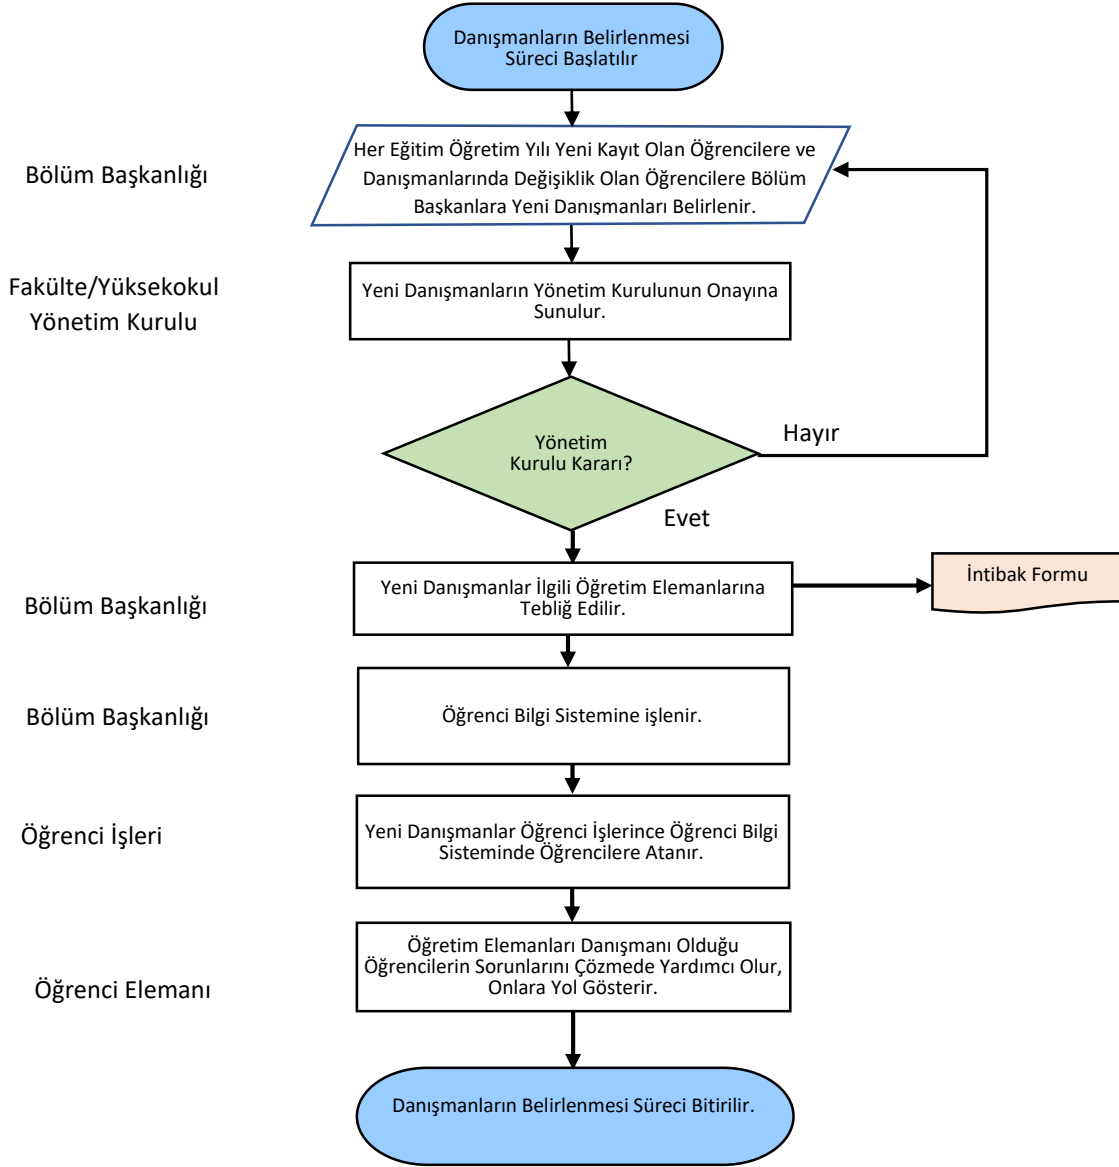 Danışmanların Belirlenmesi
Süreci Başlatılır
Bölüm Başkanlığı
Her Eğitim Öğretim Yılı Yeni Kayıt Olan Öğrencilere ve
Danışmanlarında Değişiklik Olan Öğrencilere Bölüm
Başkanlara Yeni Danışmanları Belirlenir.
Fakülte/Yüksekokul
Yönetim Kurulu
Yeni Danışmanların Yönetim Kurulunun Onayına
Sunulur.
Yönetim
Kurulu Kararı?
Hayır
Evet
Bölüm Başkanlığı
Yeni Danışmanlar İlgili Öğretim Elemanlarına
Tebliğ Edilir.
İntibak Formu
Bölüm Başkanlığı
Öğrenci Bilgi Sistemine işlenir.
Öğrenci İşleri
Yeni Danışmanlar Öğrenci İşlerince Öğrenci Bilgi
Sisteminde Öğrencilere Atanır.
Öğrenci Elemanı
Öğretim Elemanları Danışmanı Olduğu
Öğrencilerin Sorunlarını Çözmede Yardımcı Olur,
Onlara Yol Gösterir.
Danışmanların Belirlenmesi Süreci Bitirilir.